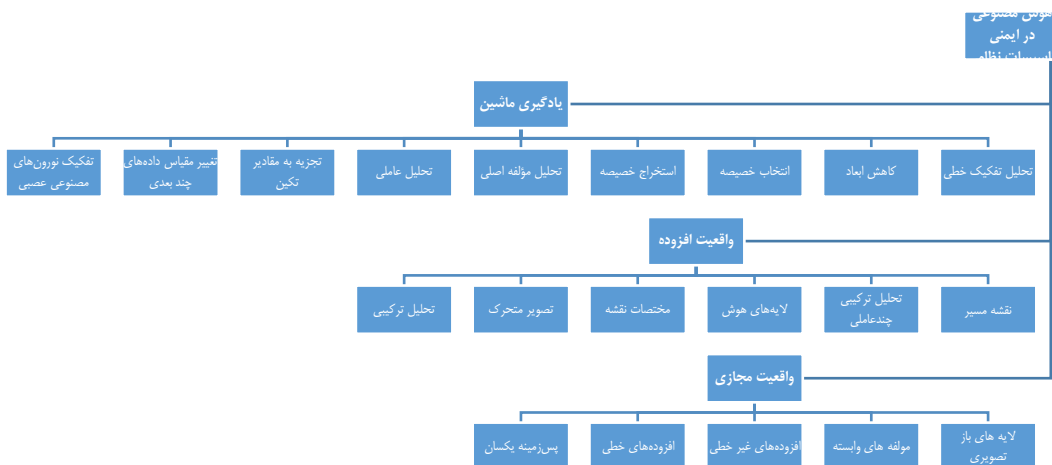 هوش مصنوعی
در ایمنی
تاسیسات نظامی
یادگیری ماشین
تحلیل تفکیک خطی
کاهش ابعاد
انتخاب خصیصه
استخراج خصیصه
تحلیل مؤلفه اصلی
تحلیل عاملی
تجزیه به مقادیر
تکین
تغییر مقیاس داده‌های
چند بعدی
تفکیک نورون‌های
مصنوعی عصبی
واقعیت افزوده
نقشه مسیر
تحلیل ترکیبی
چندعاملی
لایه‌های هوش
مختصات نقشه
تصویر متحرک
تحلیل ترکیبی
واقعیت مجازی
لایه های باز
تصویری
مولفه های وابسته
افزوده‌های غیر خطی
افزوده‌های خطی
پس‌زمینه یکسان